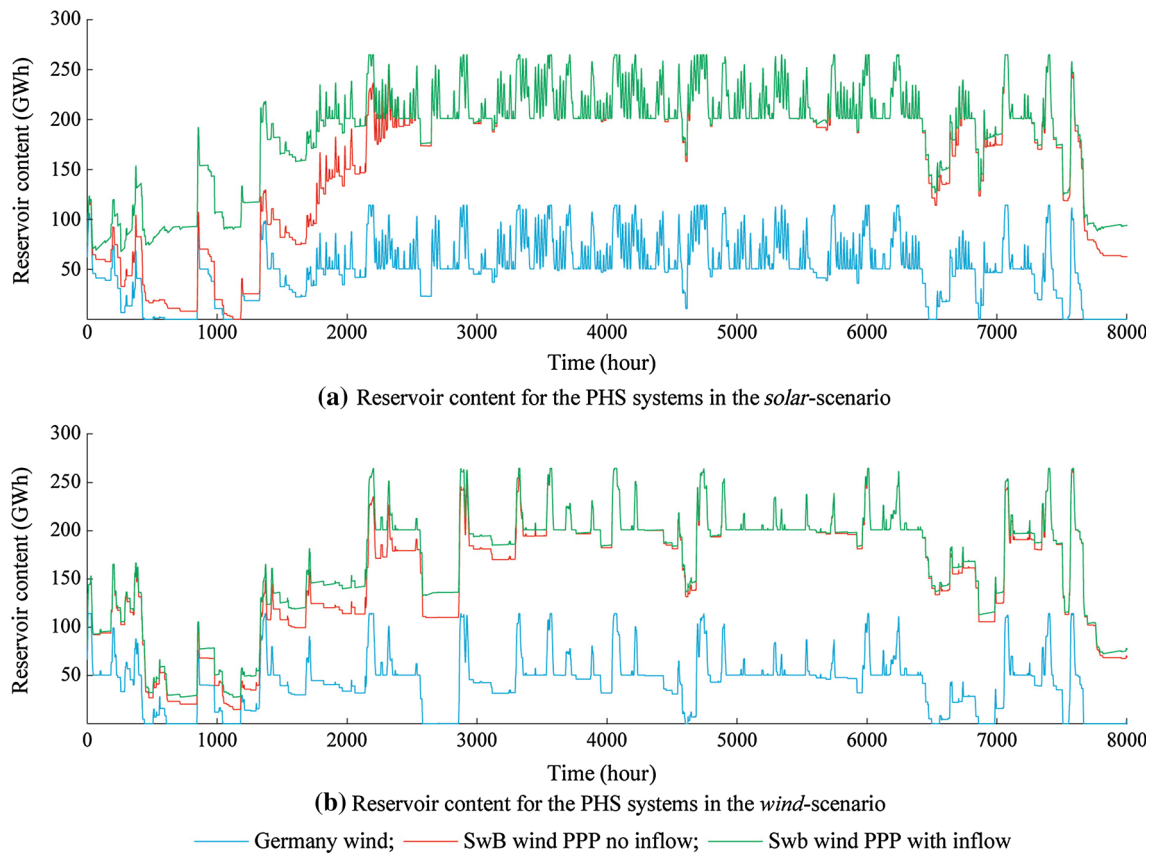 300
250
200
150
100
50
Reservoir content (GWh)
0 1000 2000 3000 4000 5000 6000 7000 8000
Time (hour)
(a) Reservoir content for the PHS systems in the solar-scenario
300
250
200
150
100
50
Reservoir content (GWh)
0 1000 2000 3000 4000 5000 6000 7000 8000
Time (hour)
(b) Reservoir content for the PHS systems in the wind-scenario
Germany wind; SwB wind PPP no inflow; Swb wind PPP with inflow